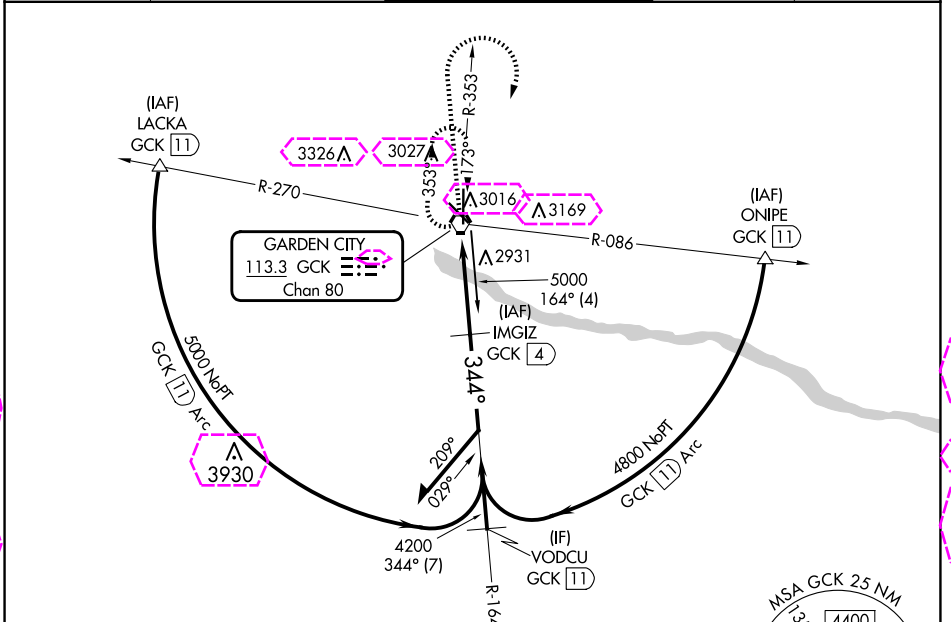 (IAF)
LACKA
GCK 11
3326
3027
R-353
353°
173°
3016
3169
R-270
(IAF)
ONIPE
GCK 11
R-086
GARDEN CITY
113.3 GCK
Chan 80
2931
5000
164° (4)
(IAF)
IMGIZ
GCK 4
344°
5000 NoPT
GCK 11 Arc
3930
209°
029°
4800 NoPT
GCK 11 Arc
4200
344° (7)
(IF)
VODCU
GCK 11
MSA GCK 25 NM
4400